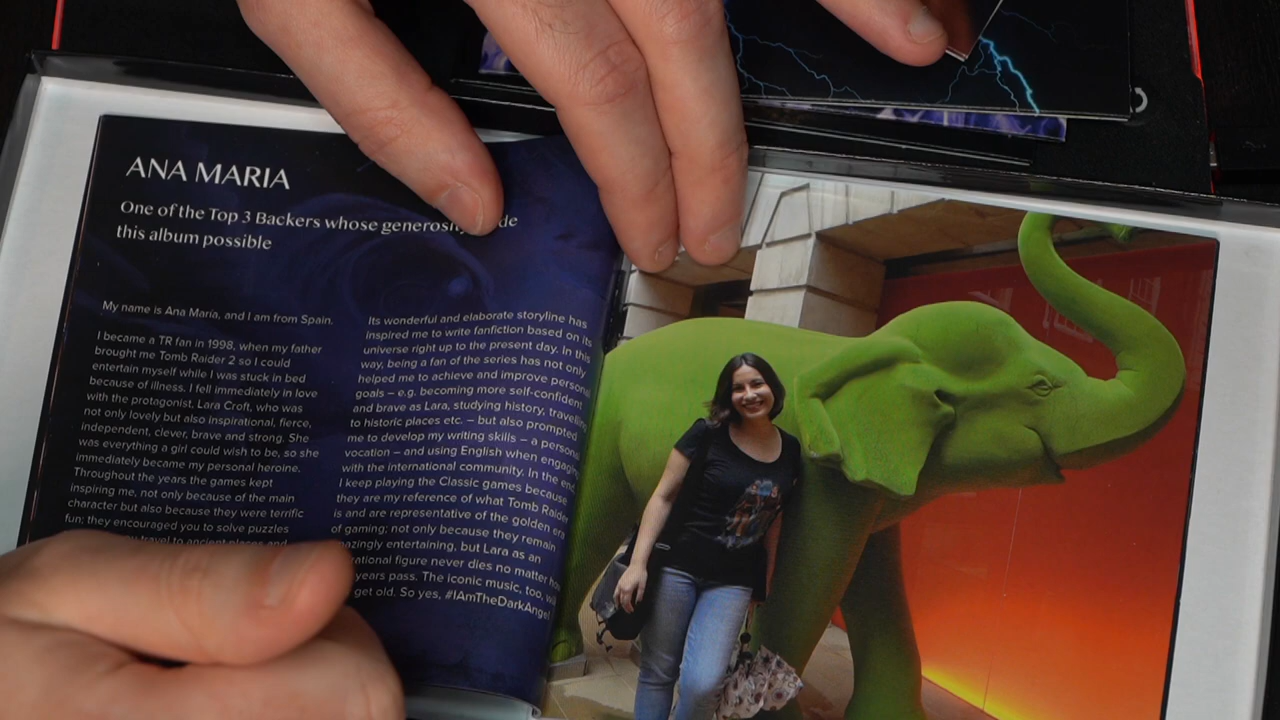 ANA MARIA
One of the Top 3 Backers whose de
this album possible
My name is Ana María, and I am from Spain.
I became a TR fan in 1998, when my father
brought me Tomb Raider 2 so I could
entertain myself while I was stuck in bed
because of illness. I fell immediately in love
with the protagonist, Lara Croft, who was
not only lovely but also inspirational, fierce,
independent, clever, brave and strong. She
was everything a girl could wish to be, so she
immediately became my personal heroine.
Throughout the years the games kept
inspiring me, not only because of the main
character but also because they were terrific
fun; they encouraged you to solve puzzles
travel to ancient places and
Its wonderful and elaborate storyline has
inspired me to write fanfiction based on its
universe right up to the present day. In this
way, being a fan of the series has not only
helped me to achieve and improve personal
goals – e.g. becoming more self-confident
and brave as Lara, studying history, travelling
to historic places etc. – but also prompted
me to develop my writing skills – a personal
vocation – and using English when engaging
with the international community. In the end
I keep playing the Classic games because
they are my reference of what Tomb Raider
is and are representative of the golden era
of gaming; not only because they remain
azingly entertaining, but Lara as an
rational figure never dies no matter how
years pass. The iconic music, too,
get old. So yes, #IAmTheDarkAngel